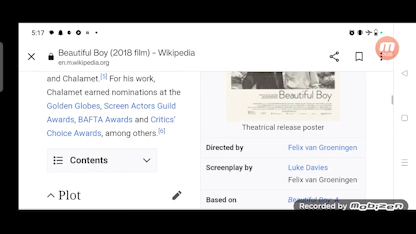 5:17
Beautiful Boy (2018 film) – Wikipedia
en.m.wikipedia.org
and Chalamet.[5] For his work,
Chalamet earned nominations at the
Golden Globes, Screen Actors Guild
Awards, BAFTA Awards and Critics'
Choice Awards, among others.[6]
Contents
Plot
Beautiful Boy
Theatrical release poster
Directed by Felix van Groeningen
Screenplay by Luke Davies
Felix van Groeningen
Based on Beautiful Boy: A
Recorded by Mobizen